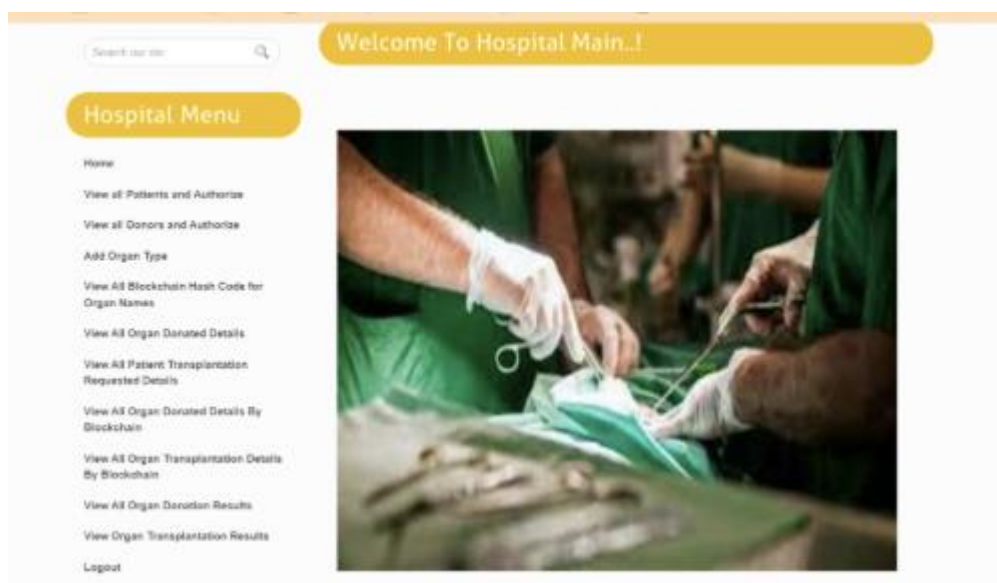 Search our site
Welcome To Hospital Main..!
Hospital Menu
Home
View all Patients and Authorize
View all Donors and Authorize
Add Organ Type
View All Blockchain Hash Code for
Organ Names
View All Organ Donated Details
View All Patient Transplantation
Requested Details
View All Organ Donated Details By
Blockchain
View All Organ Transplantation Details
By Blockchain
View All Organ Donation Results
View Organ Transplantation Results
Logout